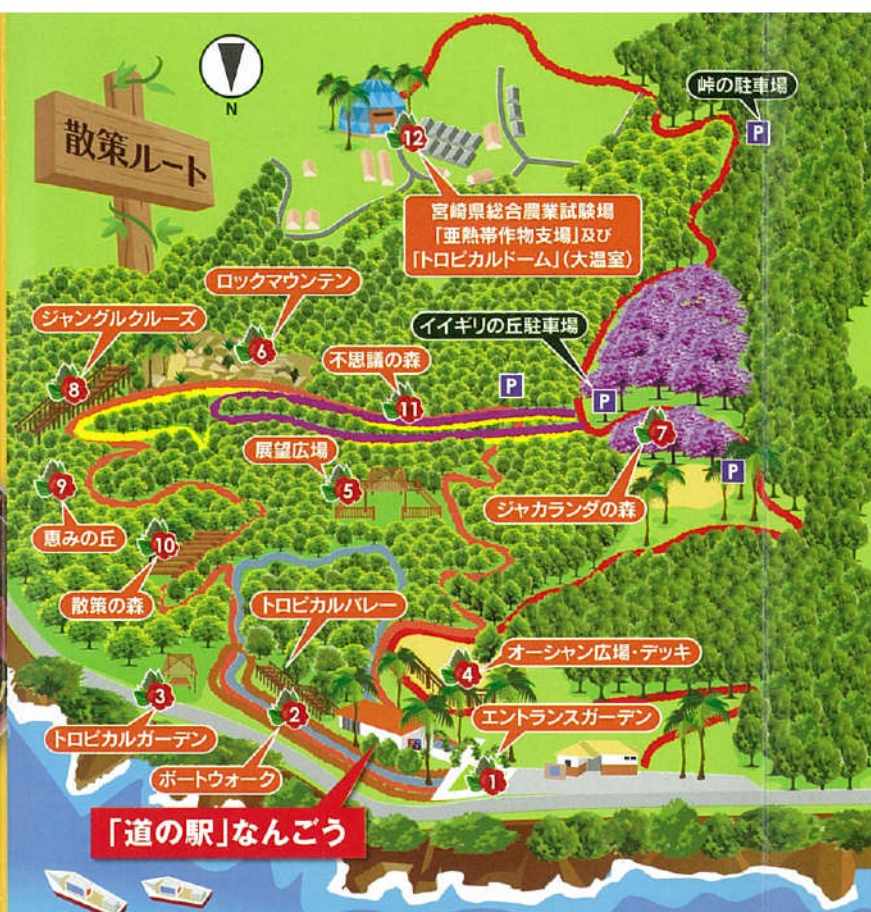 散策ルート
N
峠の駐車場
P
12
宮崎県総合農業試験場
「亜熱帯作物支場」及び
「トロピカルドーム」(大温室)
ロックマウンテン
6
ジャングルクルーズ
8
イイギリの丘駐車場
P
不思議の森
11
P
7
ジャカランダの森
P
展望広場
5
9
恵みの丘
10
散策の森
トロピカルバレー
オーシャン広場・デッキ
4
3
トロピカルガーデン
2
ボートウォーク
エントランスガーデン
1
「道の駅」なんごう